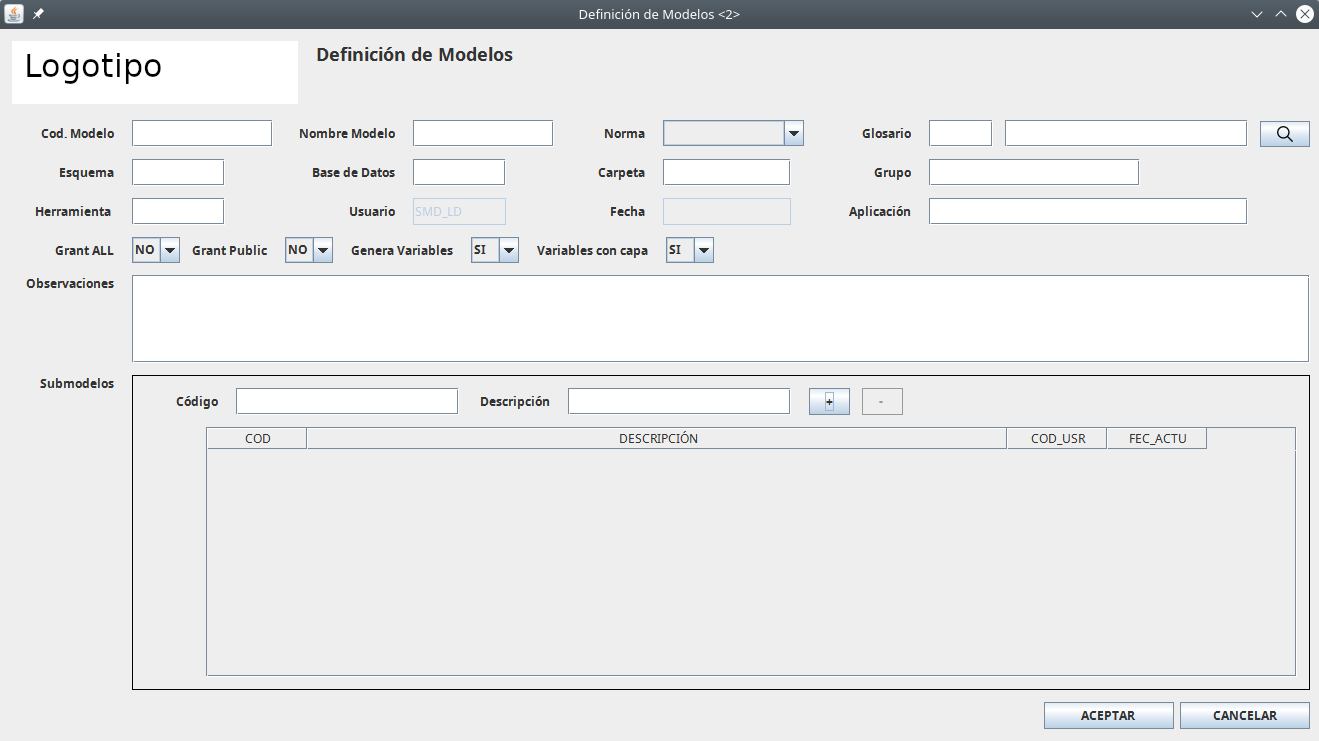 Definición de Modelos <2>
Logotipo
Definición de Modelos
Cod. Modelo Nombre Modelo Norma Glosario
Esquema Base de Datos Carpeta Grupo
Herramienta Usuario SMD_LD Fecha Aplicación
Grant ALL NO Grant Public NO Genera Variables SI Variables con capa SI
Observaciones
Submodelos
Código Descripción + -
COD DESCRIPCIÓN COD_USR FEC_ACTU
ACEPTAR CANCELAR